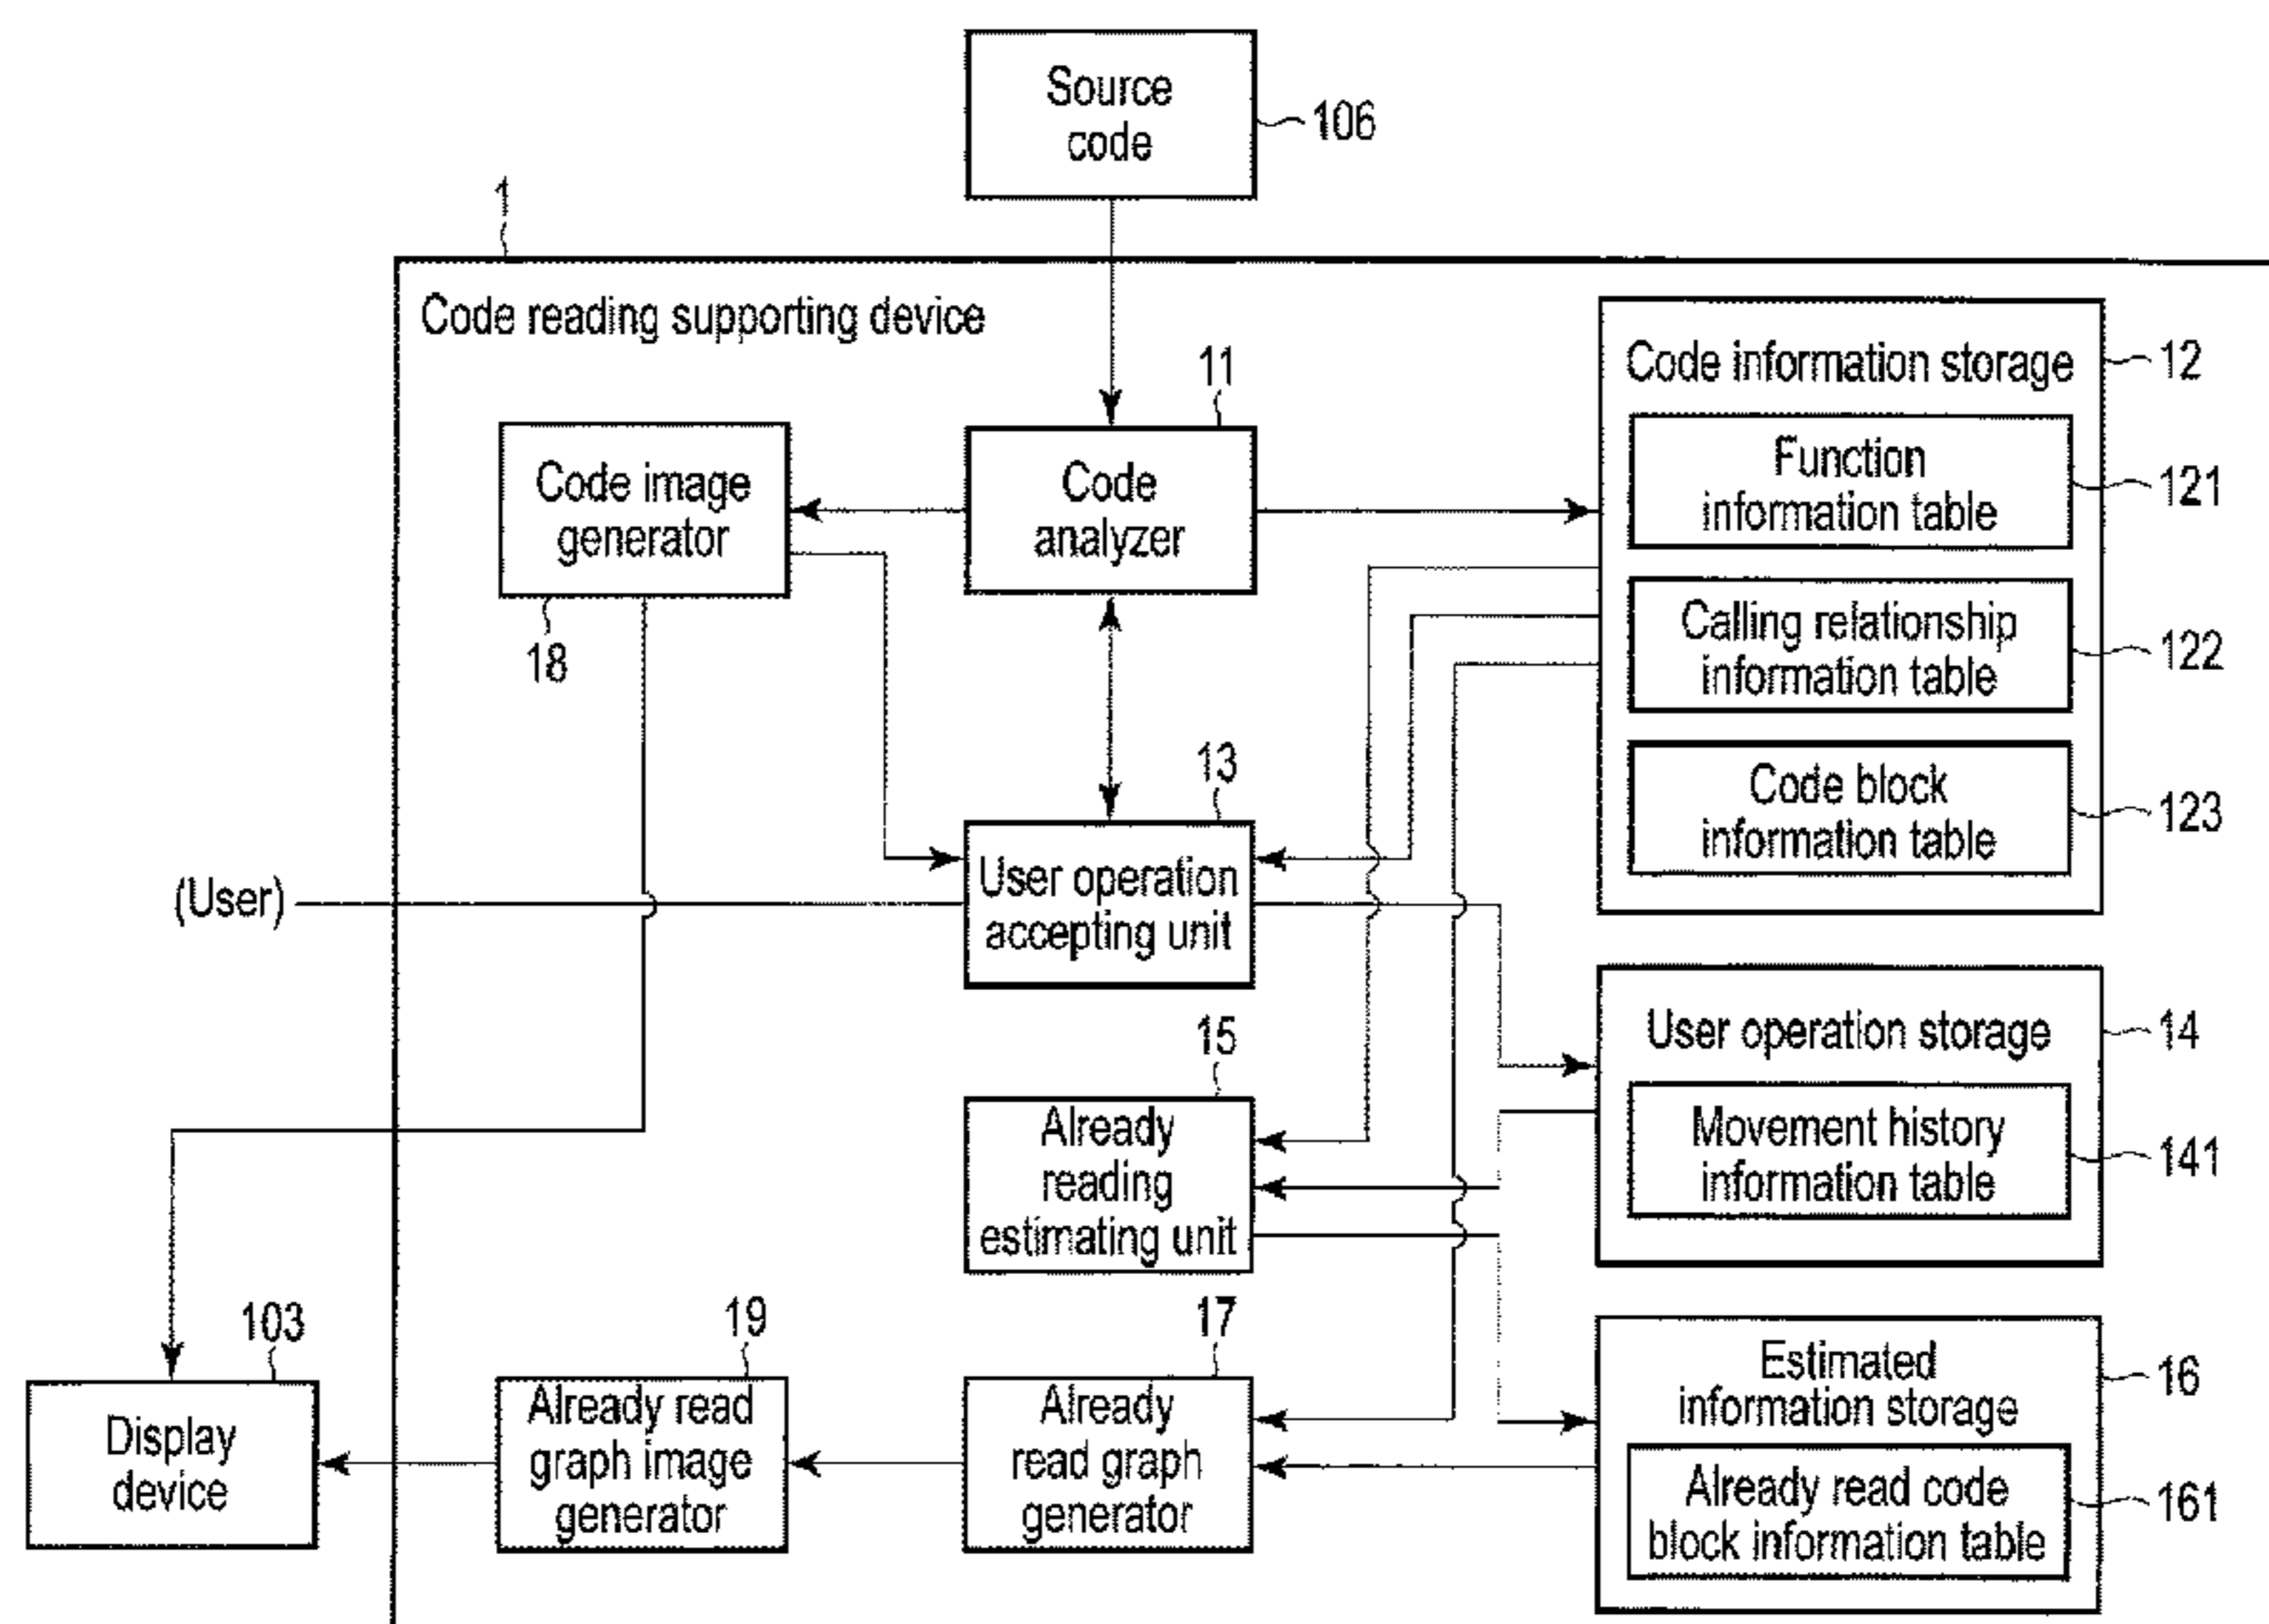 Source
code
106
1
Code reading supporting device
11
Code image
generator
18
Code
analyzer
Code information storage
12
Function
information table
121
Calling relationship
information table
122
Code block
information table
123
13
(User)
User operation
accepting unit
User operation storage
14
Movement history
information table
141
15
Already
reading
estimating unit
103
Display
device
19
Already read
graph image
generator
17
Already
read graph
generator
Estimated
information storage
16
Already read code
block information table
161